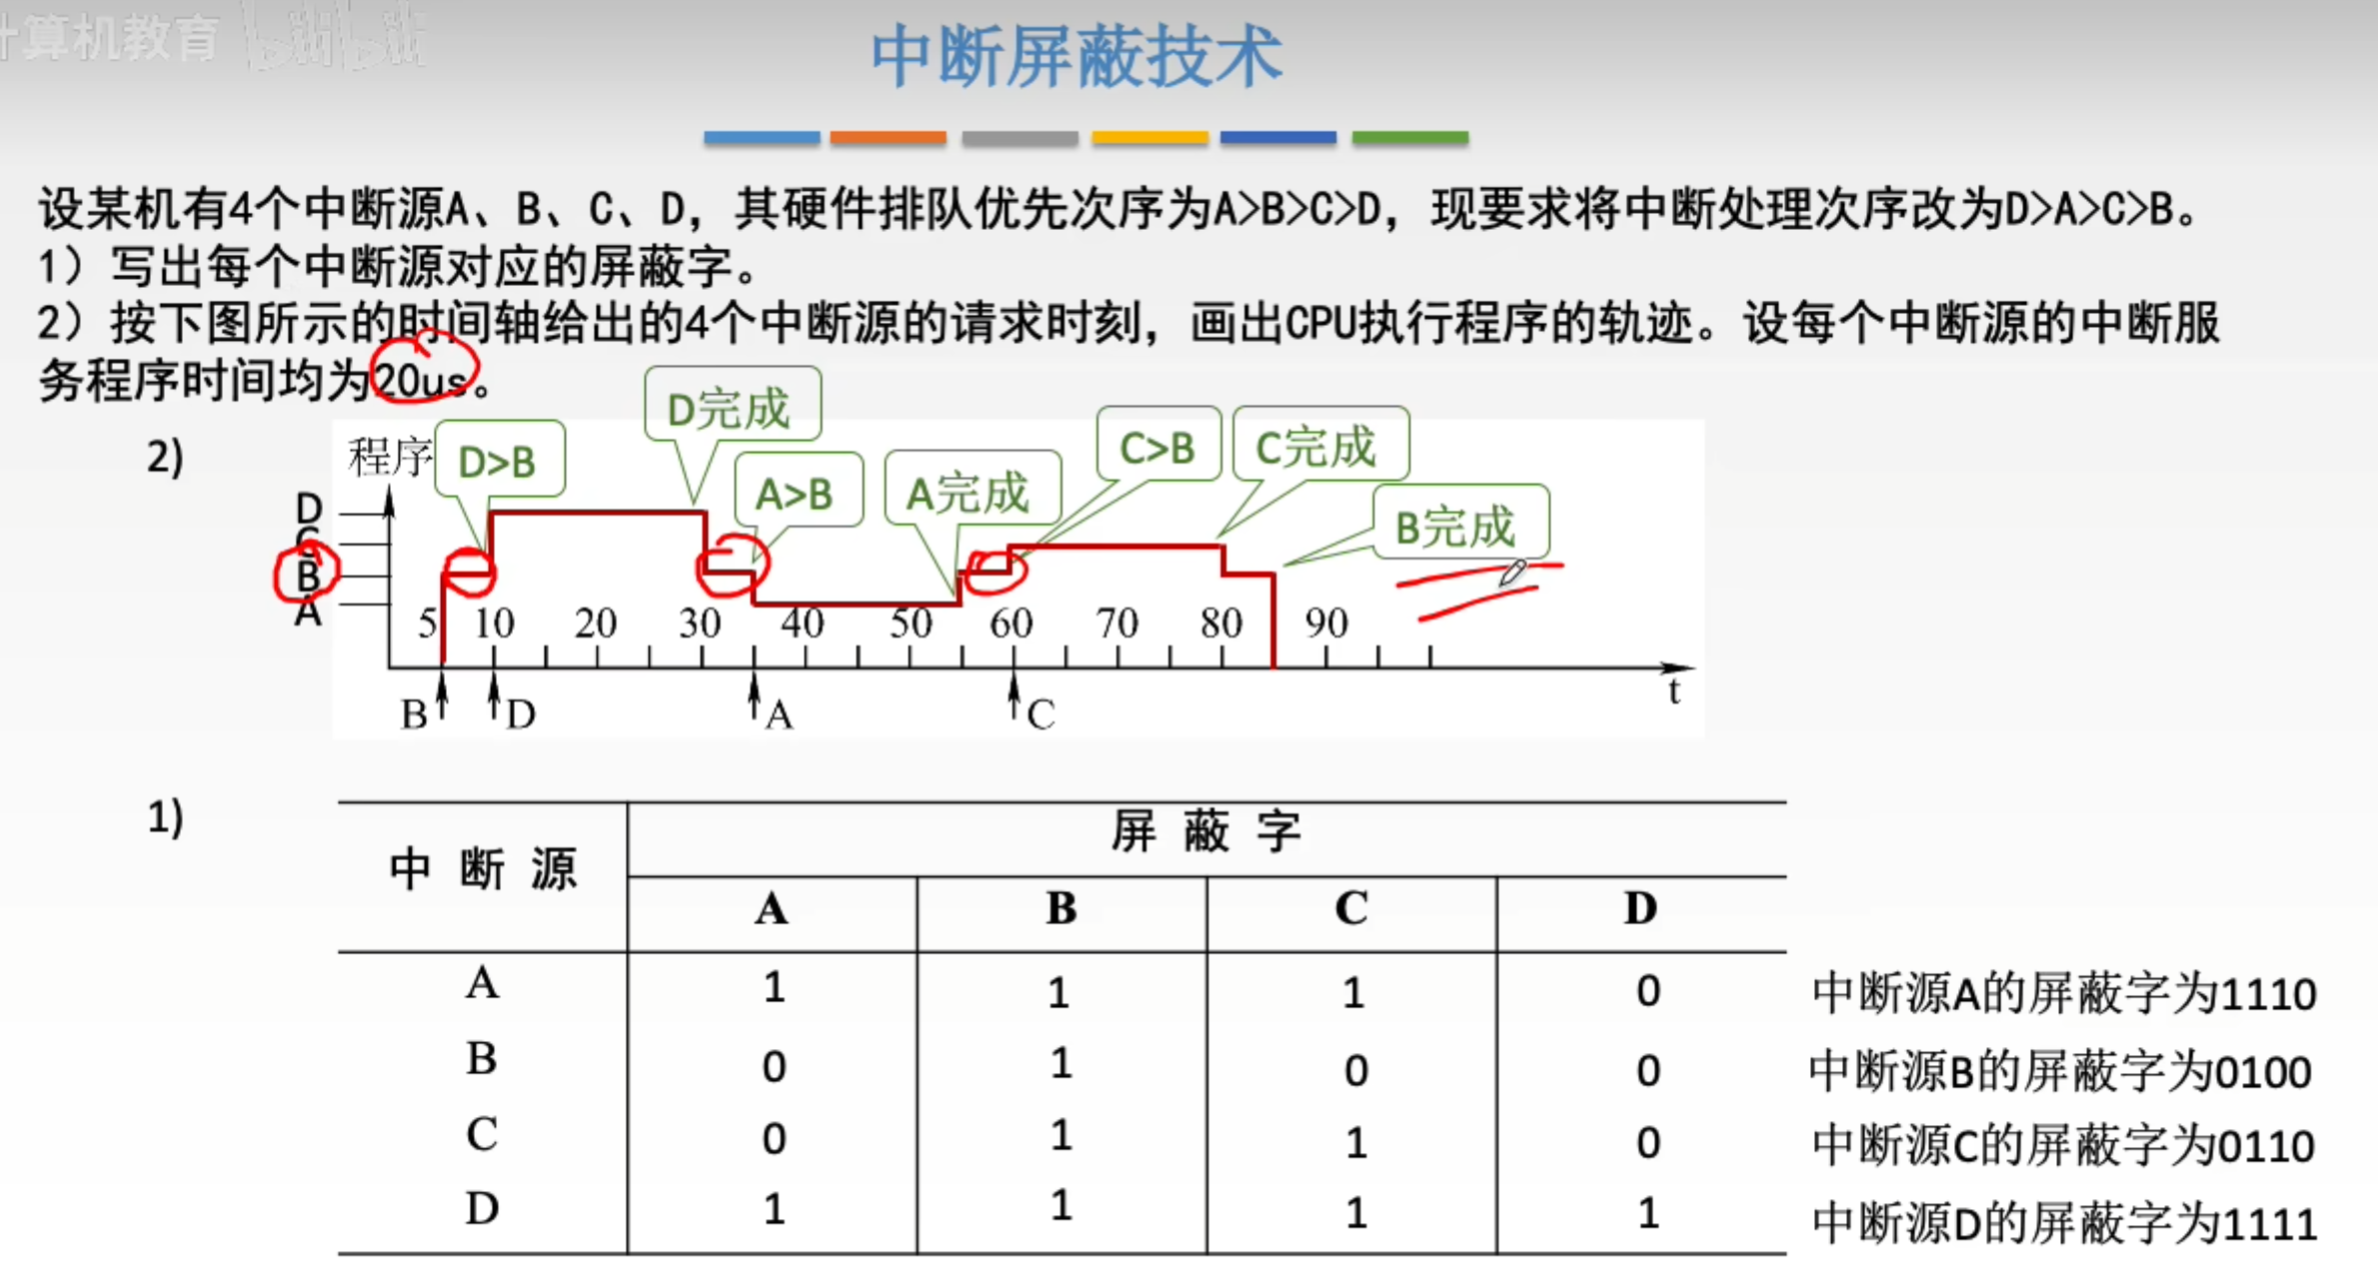 计算机教育 bilibili
中断屏蔽技术
设某机有4个中断源A、B、C、D，其硬件排队优先次序为A>B>C>D，现要求将中断处理次序改为D>A>C>B。
1）写出每个中断源对应的屏蔽字。
2）按下图所示的时间轴给出的4个中断源的请求时刻，画出CPU执行程序的轨迹。设每个中断源的中断服
务程序时间均为20us。
2)
程序
D>B
D完成
A>B
A完成
C>B
C完成
B完成
D
C
B
A
5 10 20 30 40 50 60 70 80 90
t
B D A C
1)
中 断 源
屏 蔽 字
A B C D
A 1 1 1 0 中断源A的屏蔽字为1110
B 0 1 0 0 中断源B的屏蔽字为0100
C 0 1 1 0 中断源C的屏蔽字为0110
D 1 1 1 1 中断源D的屏蔽字为1111